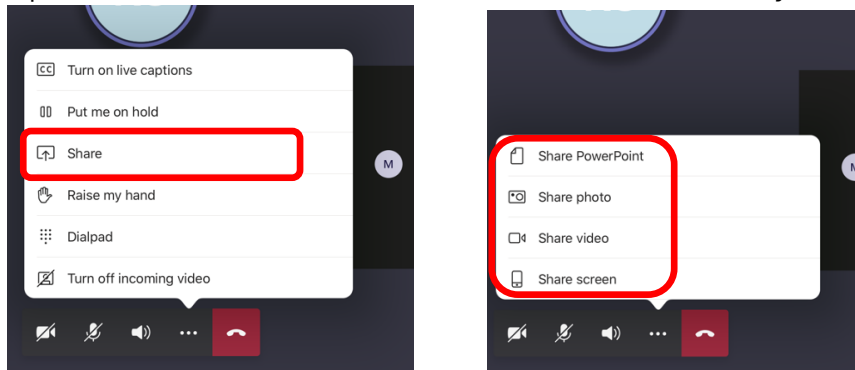 CC Turn on live captions
Put me on hold
Share
M
Raise my hand
Dialpad
Turn off incoming video
Share PowerPoint
Share photo
Share video
Share screen